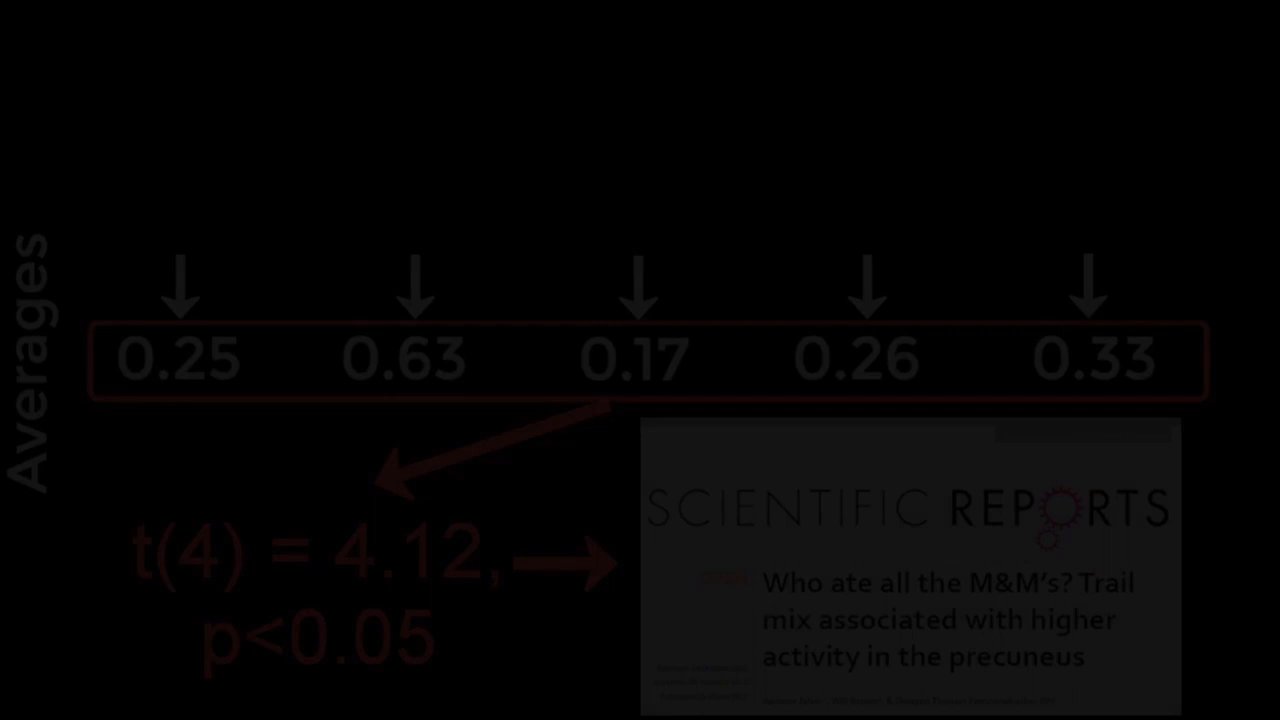 Averages
0.25 0.63 0.17 0.26 0.33
t(4) = 4.12,
p<0.05
SCIENTIFIC REPORTS
Who ate all the M&M's? Trail
mix associated with higher
activity in the precuneus